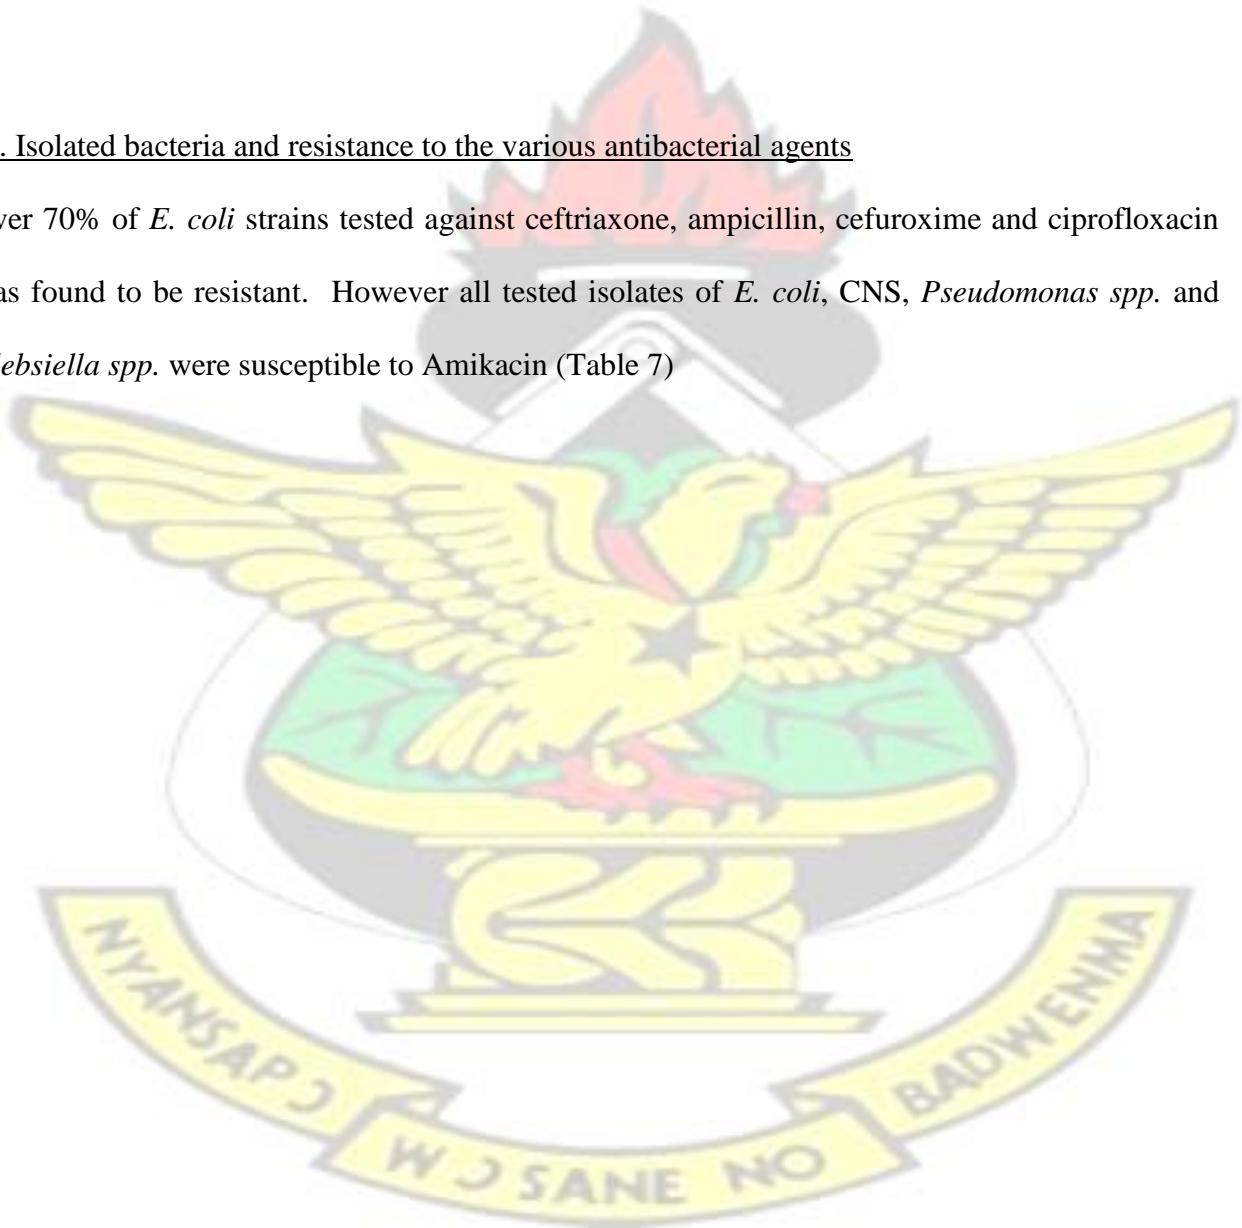 . Isolated bacteria and resistance to the various antibacterial agents
ver 70% of E. coli strains tested against ceftriaxone, ampicillin, cefuroxime and ciprofloxacin
as found to be resistant. However all tested isolates of E. coli, CNS, Pseudomonas spp. and
lebsiella spp. were susceptible to Amikacin (Table 7)
NYANSAPƆ
WƆSANE NO
BADWENMA